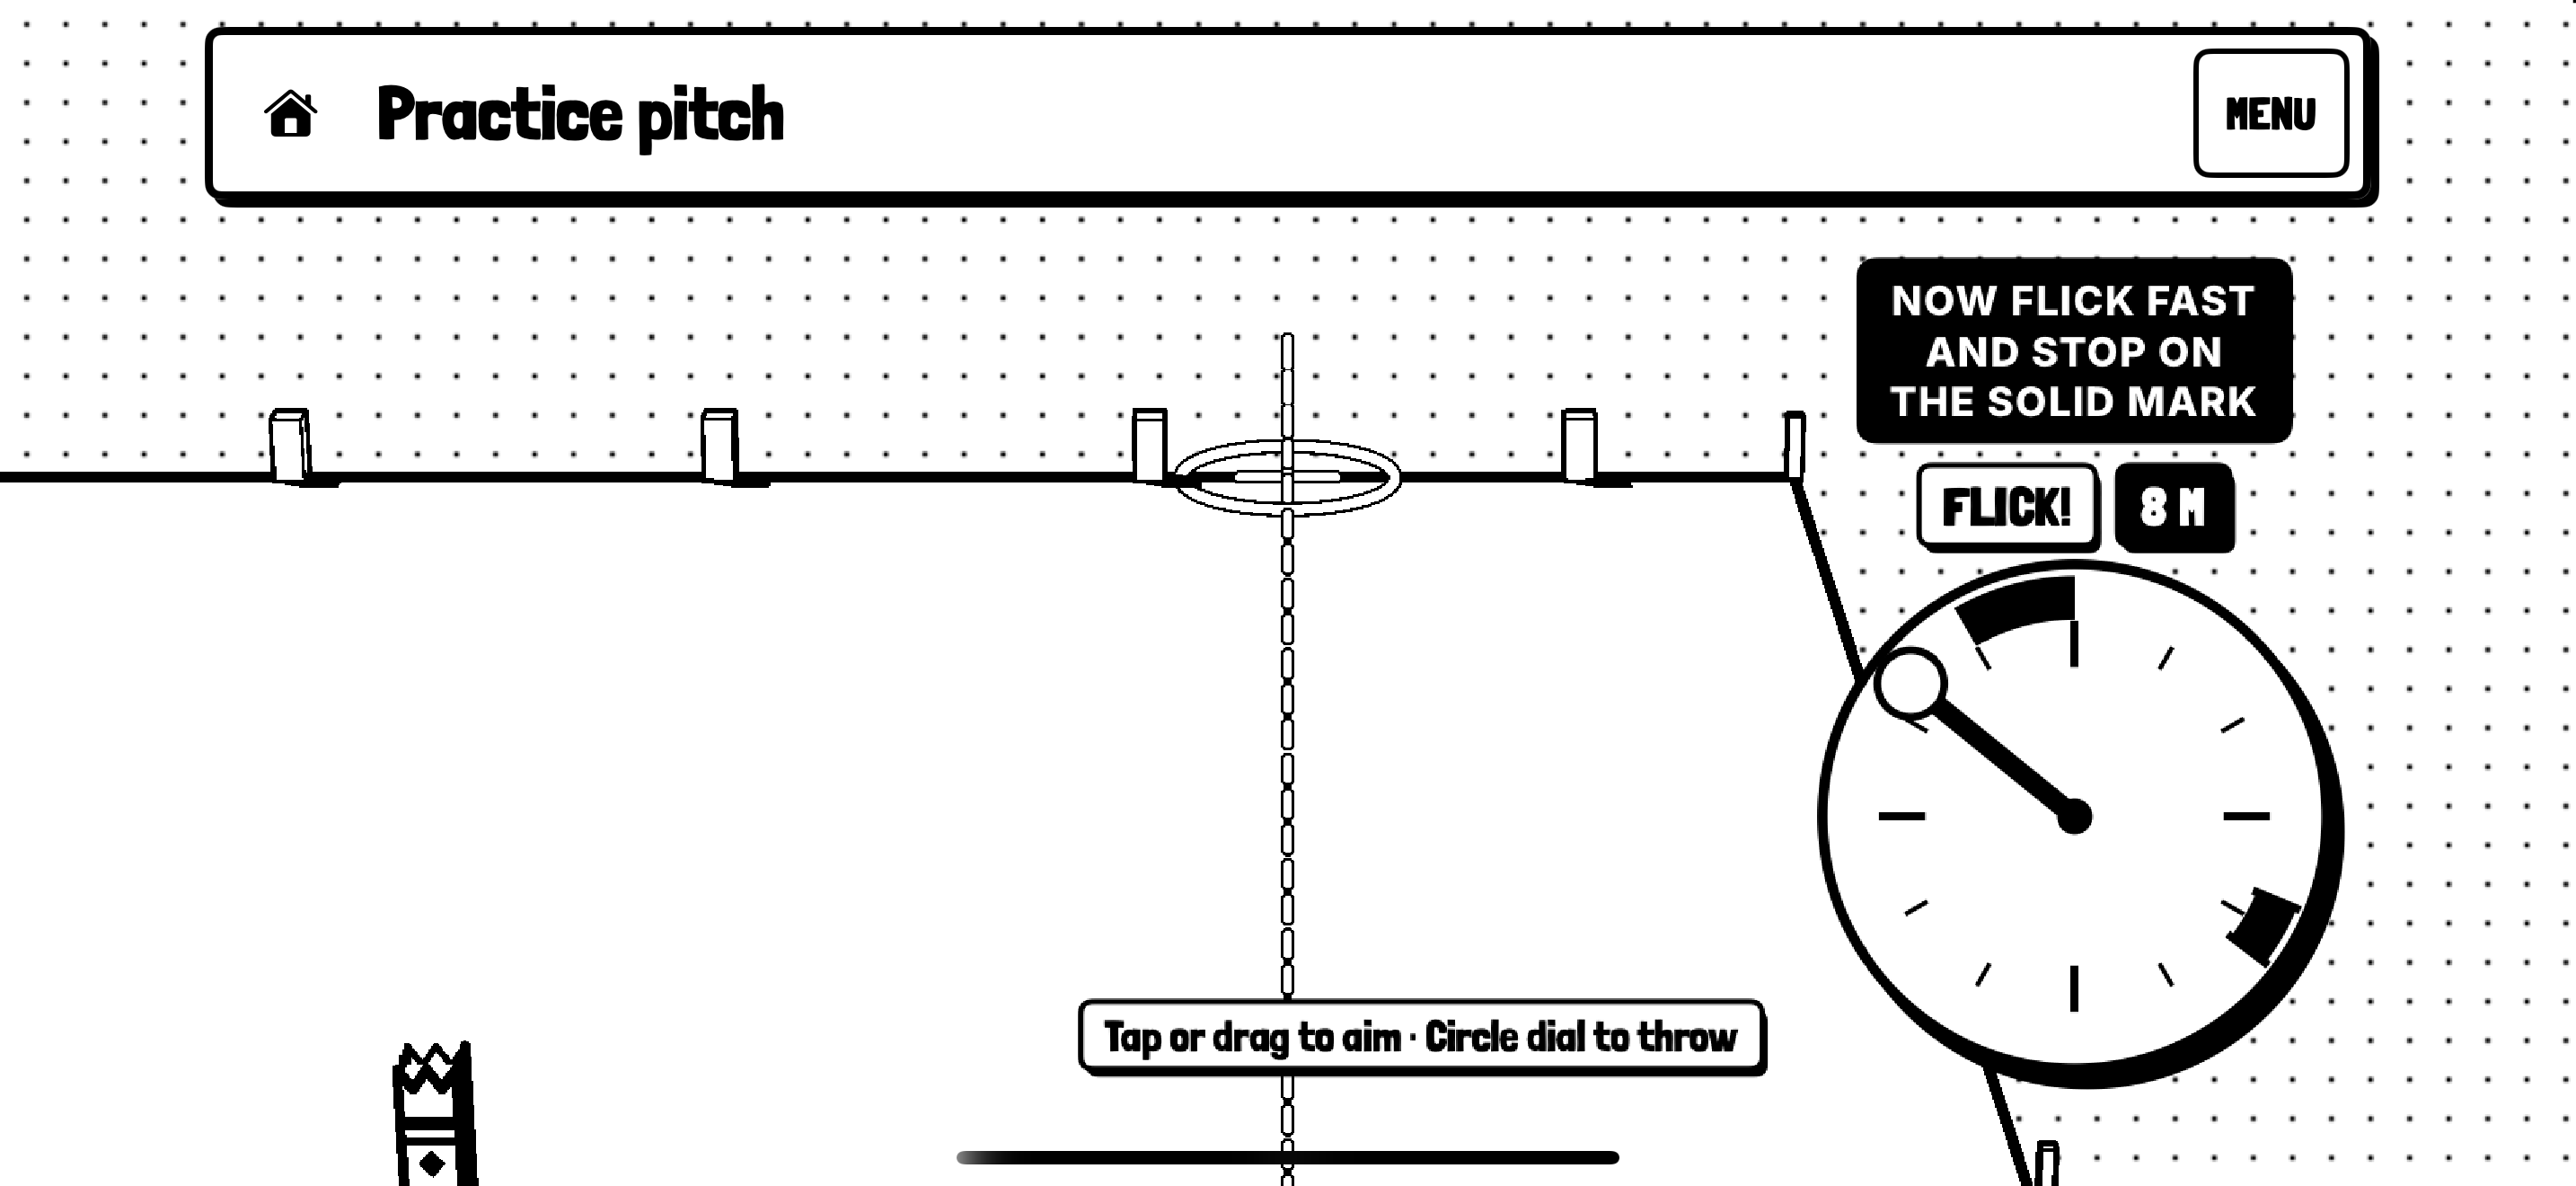 Practice pitch
MENU
NOW FLICK FAST
AND STOP ON
THE SOLID MARK
FLICK!
8 M
Tap or drag to aim · Circle dial to throw